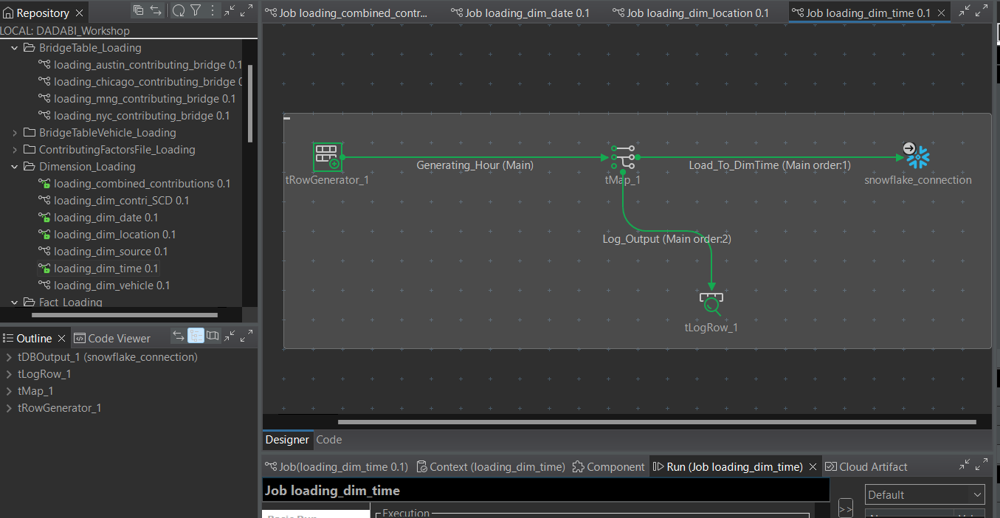 Repository
LOCAL: DADABI_Workshop
BridgeTable_Loading
loading_austin_contributing_bridge 0.1
loading_chicago_contributing_bridge 0
loading_mng_contributing_bridge 0.1
loading_nyc_contributing_bridge 0.1
BridgeTableVehicle_Loading
ContributingFactorsFile_Loading
Dimension_Loading
loading_combined_contributions 0.1
loading_dim_contri_SCD 0.1
loading_dim_date 0.1
loading_dim_location 0.1
loading_dim_source 0.1
loading_dim_time 0.1
loading_dim_vehicle 0.1
Fact_Loading
Outline
Code Viewer
tDBOutput_1 (snowflake_connection)
tLogRow_1
tMap_1
tRowGenerator_1
Job loading_combined_contr...
Job loading_dim_date 0.1
Job loading_dim_location 0.1
Job loading_dim_time 0.1
Generating_Hour (Main)
Load_To_DimTime (Main order:1)
tRowGenerator_1
tMap_1
snowflake_connection
Log_Output (Main order:2)
tLogRow_1
Designer
Code
Job(loading_dim_time 0.1)
Context (loading_dim_time)
Component
Run (Job loading_dim_time)
Cloud Artifact
Job loading_dim_time
Default
Basic Run
Execution
>>